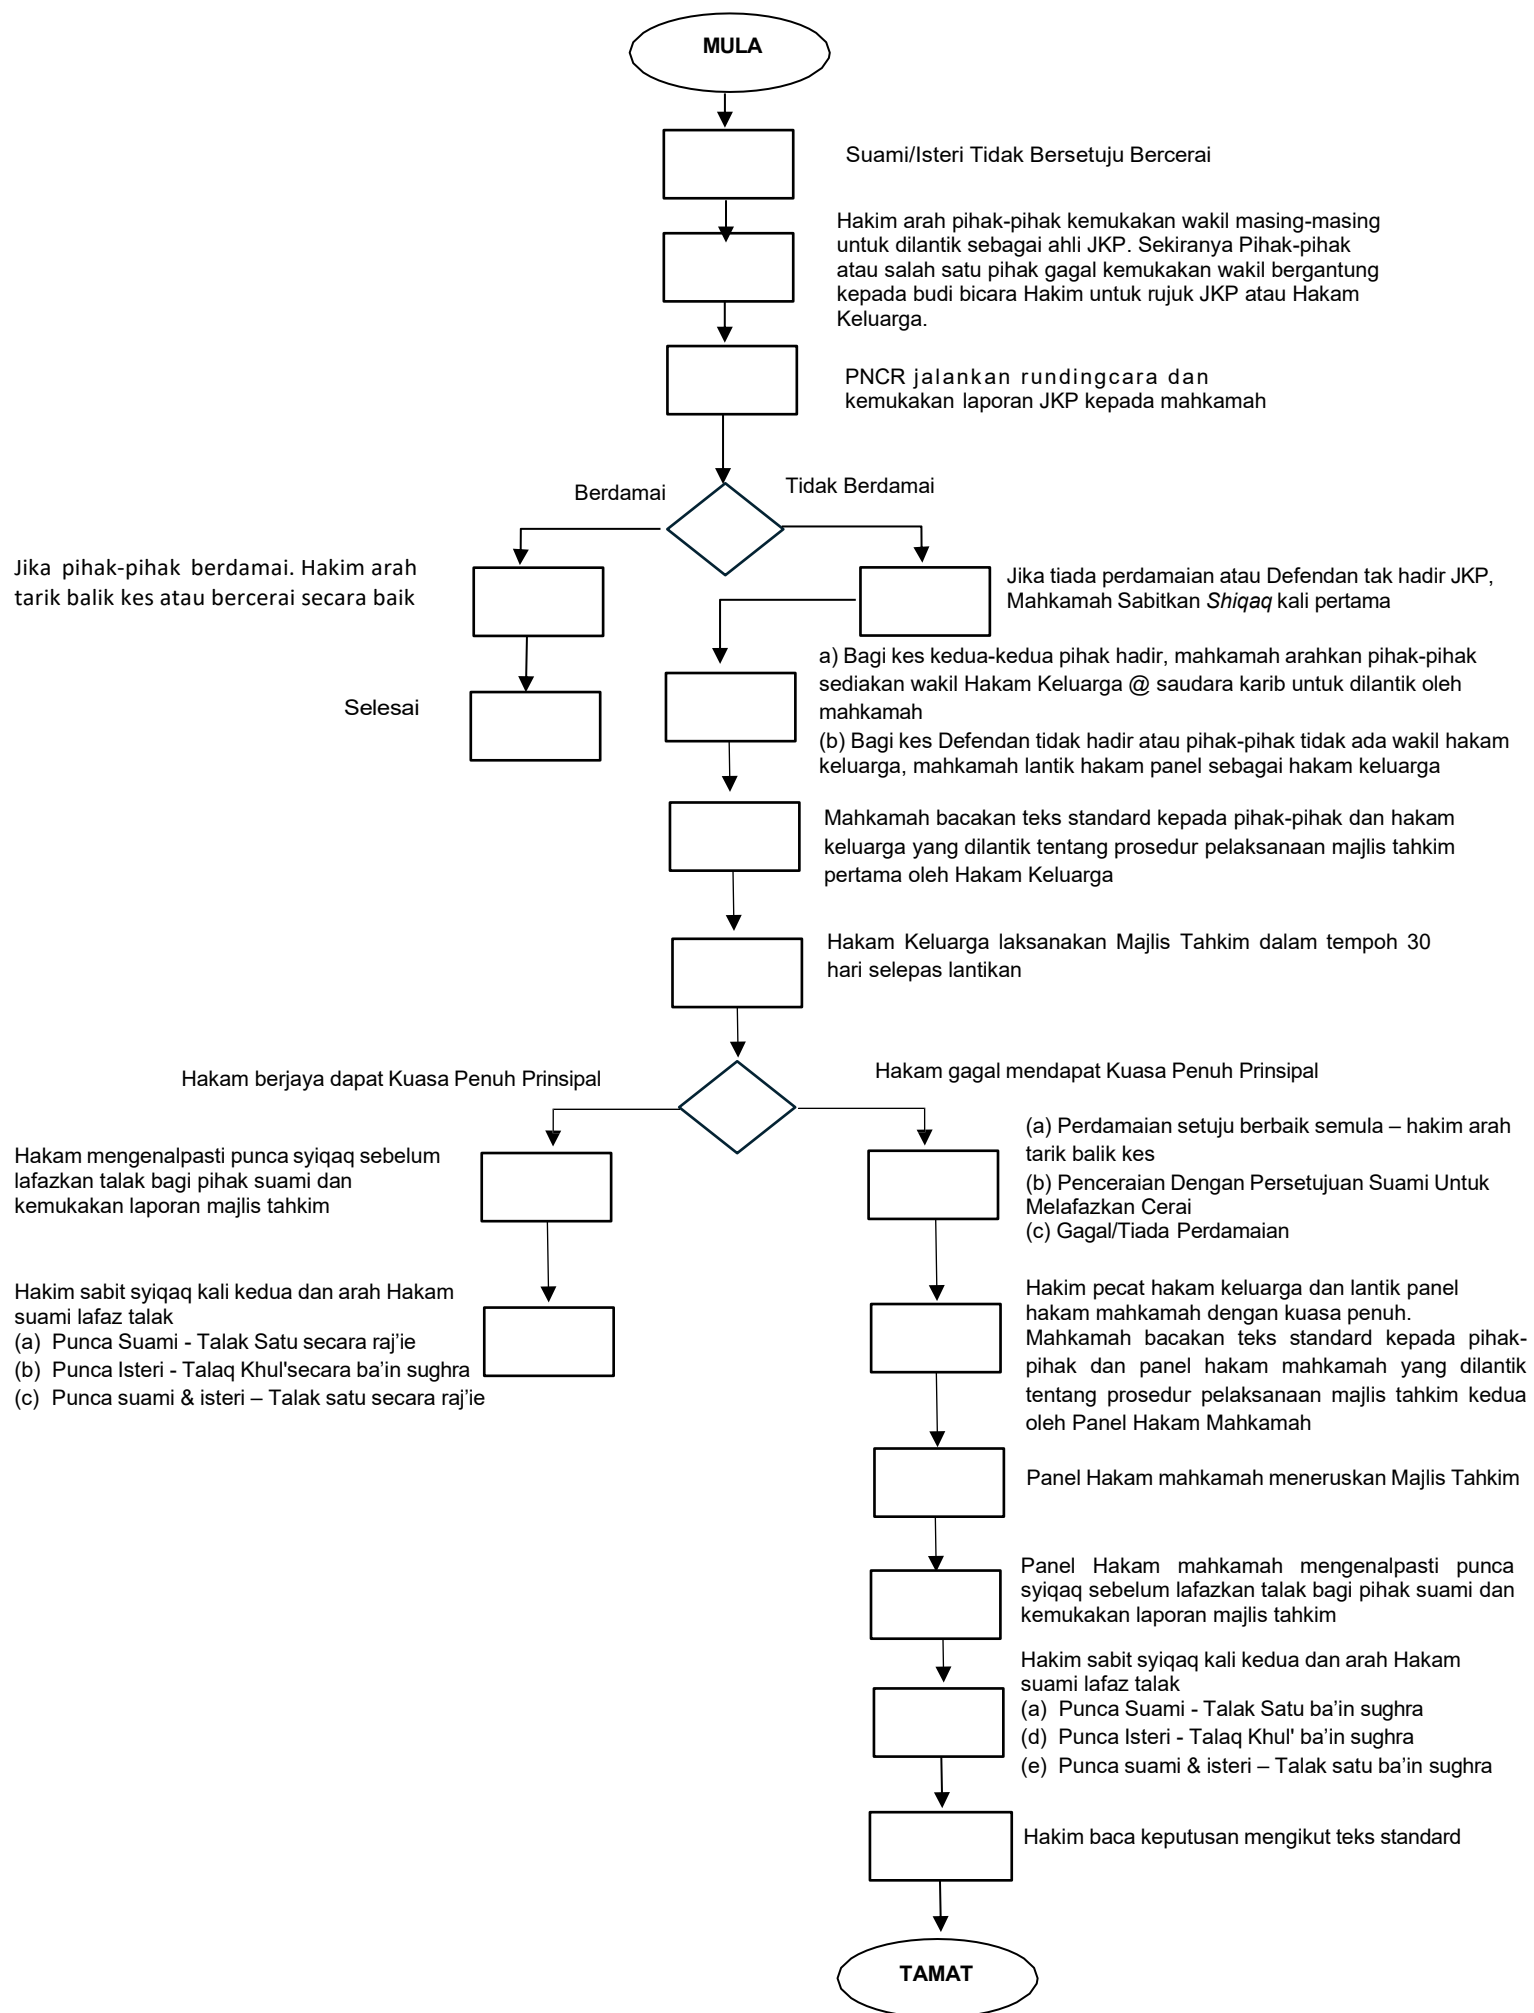 MULA
Suami/Isteri Tidak Bersetuju Bercerai
Hakim arah pihak-pihak kemukakan wakil masing-masing
untuk dilantik sebagai ahli JKP. Sekiranya Pihak-pihak
atau salah satu pihak gagal kemukakan wakil bergantung
kepada budi bicara Hakim untuk rujuk JKP atau Hakam
Keluarga.
PNCR jalankan rundingcara dan
kemukakan laporan JKP kepada mahkamah
Berdamai
Tidak Berdamai
Jika pihak-pihak berdamai. Hakim arah
tarik balik kes atau bercerai secara baik
Jika tiada perdamaian atau Defendan tak hadir JKP,
Mahkamah Sabitkan Shiqaq kali pertama
Selesai
a) Bagi kes kedua-kedua pihak hadir, mahkamah arahkan pihak-pihak
sediakan wakil Hakam Keluarga @ saudara karib untuk dilantik oleh
mahkamah
(b) Bagi kes Defendan tidak hadir atau pihak-pihak tidak ada wakil hakam
keluarga, mahkamah lantik hakam panel sebagai hakam keluarga
Mahkamah bacakan teks standard kepada pihak-pihak dan hakam
keluarga yang dilantik tentang prosedur pelaksanaan majlis tahkim
pertama oleh Hakam Keluarga
Hakam Keluarga laksanakan Majlis Tahkim dalam tempoh 30
hari selepas lantikan
Hakam berjaya dapat Kuasa Penuh Prinsipal
Hakam gagal mendapat Kuasa Penuh Prinsipal
Hakam mengenalpasti punca syiqaq sebelum
lafazkan talak bagi pihak suami dan
kemukakan laporan majlis tahkim
Hakim sabit syiqaq kali kedua dan arah Hakam
suami lafaz talak
(a) Punca Suami - Talak Satu secara raj’ie
(b) Punca Isteri - Talaq Khul'secara ba’in sughra
(c) Punca suami & isteri – Talak satu secara raj’ie
(a) Perdamaian setuju berbaik semula – hakim arah
tarik balik kes
(b) Penceraian Dengan Persetujuan Suami Untuk
Melafazkan Cerai
(c) Gagal/Tiada Perdamaian
Hakim pecat hakam keluarga dan lantik panel
hakam mahkamah dengan kuasa penuh.
Mahkamah bacakan teks standard kepada pihak-
pihak dan panel hakam mahkamah yang dilantik
tentang prosedur pelaksanaan majlis tahkim kedua
oleh Panel Hakam Mahkamah
Panel Hakam mahkamah meneruskan Majlis Tahkim
Panel Hakam mahkamah mengenalpasti punca
syiqaq sebelum lafazkan talak bagi pihak suami dan
kemukakan laporan majlis tahkim
Hakim sabit syiqaq kali kedua dan arah Hakam
suami lafaz talak
(a) Punca Suami - Talak Satu ba’in sughra
(d) Punca Isteri - Talaq Khul' ba’in sughra
(e) Punca suami & isteri – Talak satu ba’in sughra
Hakim baca keputusan mengikut teks standard
TAMAT